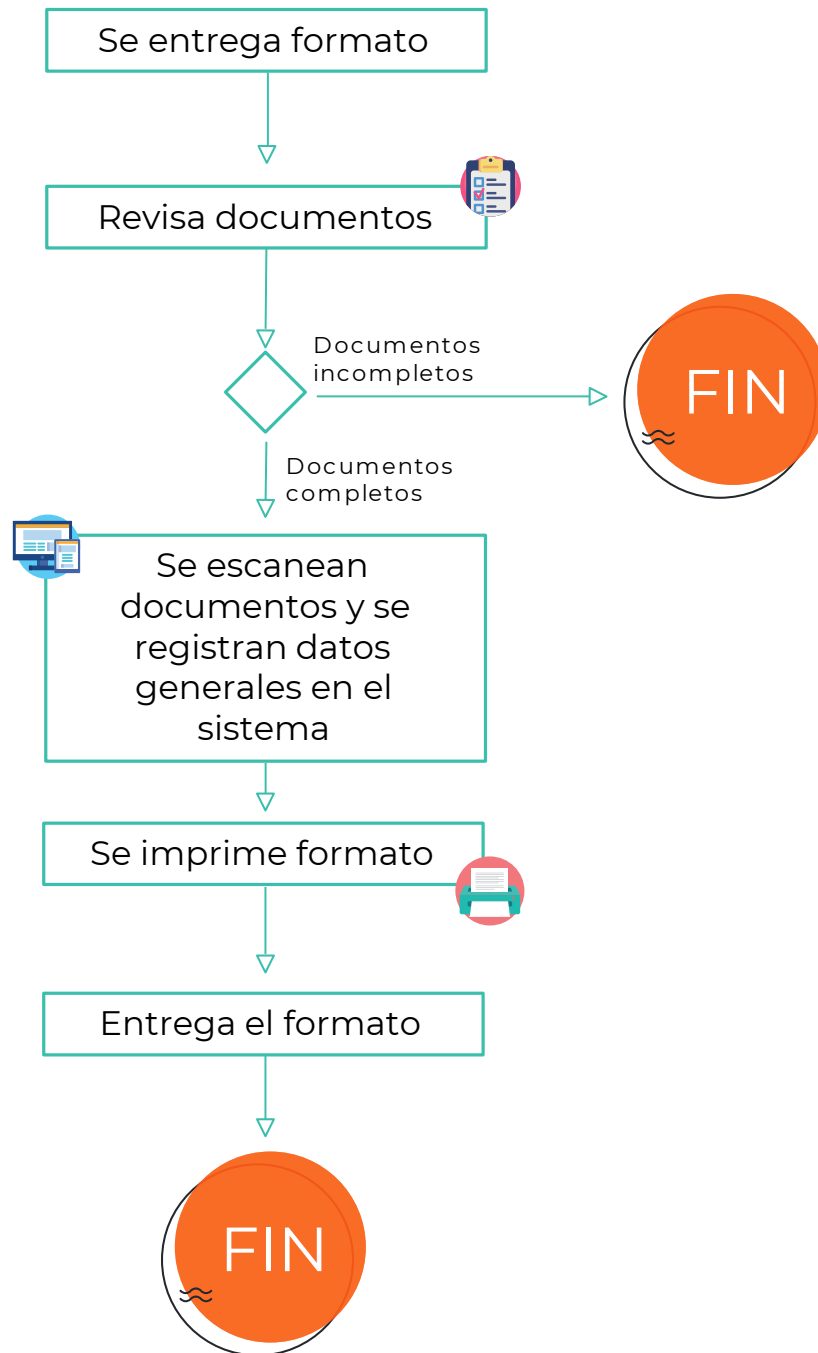 Se entrega formato
Revisa documentos
Documentos
incompletos
FIN
Documentos
completos
Se escanean
documentos y se
registran datos
generales en el
sistema
Se imprime formato
Entrega el formato
FIN